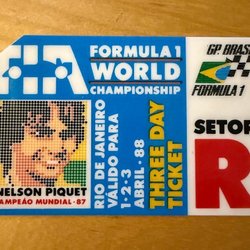 FIA
FORMULA 1
WORLD
CHAMPIONSHIP
NELSON PIQUET
CAMPEÃO MUNDIAL · 87
RIO DE JANEIRO
VÁLIDO PARA
1 - 2 - 3
ABRIL · 88
THREE DAY
TICKET
GP BRAS
FORMULA 1
SETOR
R